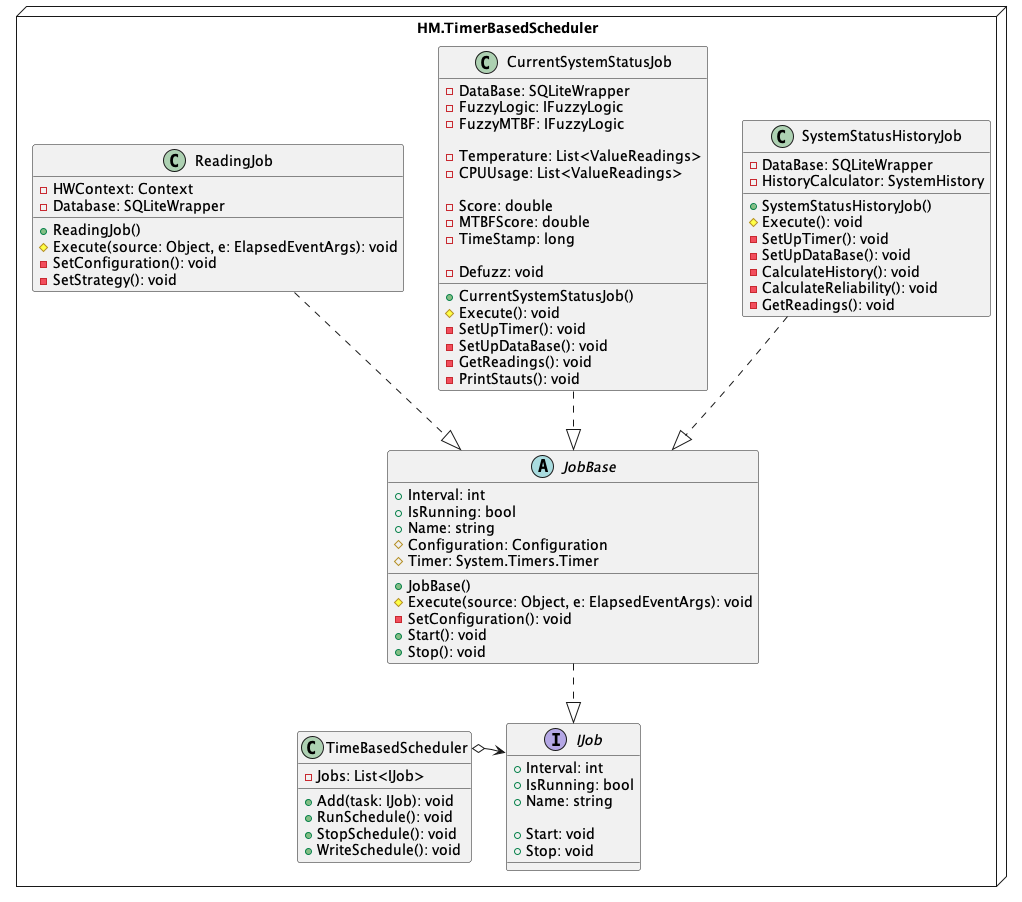 HM.TimerBasedScheduler
C CurrentSystemStatusJob
DataBase: SQLiteWrapper
FuzzyLogic: IFuzzyLogic
FuzzyMTBF: IFuzzyLogic
Temperature: List<ValueReadings>
CPUUsage: List<ValueReadings>
Score: double
MTBFScore: double
TimeStamp: long
Defuzz: void
CurrentSystemStatusJob()
Execute(): void
SetUpTimer(): void
SetUpDataBase(): void
GetReadings(): void
PrintStauts(): void
C SystemStatusHistoryJob
DataBase: SQLiteWrapper
HistoryCalculator: SystemHistory
SystemStatusHistoryJob()
Execute(): void
SetUpTimer(): void
SetUpDataBase(): void
CalculateHistory(): void
CalculateReliability(): void
GetReadings(): void
C ReadingJob
HWContext: Context
Database: SQLiteWrapper
ReadingJob()
Execute(source: Object, e: ElapsedEventArgs): void
SetConfiguration(): void
SetStrategy(): void
A JobBase
Interval: int
IsRunning: bool
Name: string
Configuration: Configuration
Timer: System.Timers.Timer
JobBase()
Execute(source: Object, e: ElapsedEventArgs): void
SetConfiguration(): void
Start(): void
Stop(): void
C TimeBasedScheduler
Jobs: List<IJob>
Add(task: IJob): void
RunSchedule(): void
StopSchedule(): void
WriteSchedule(): void
I IJob
Interval: int
IsRunning: bool
Name: string
Start: void
Stop: void